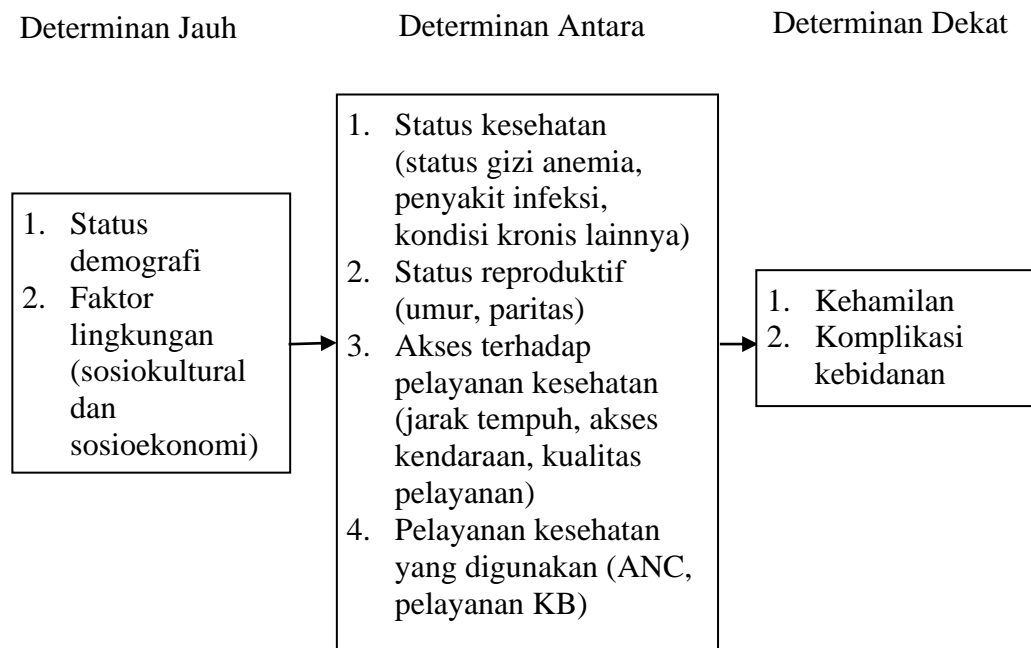 Determinan Jauh
Determinan Antara
Determinan Dekat
1. Status
demografi
2. Faktor
lingkungan
(sosiokultural
dan
sosioekonomi)
1. Status kesehatan
(status gizi anemia,
penyakit infeksi,
kondisi kronis lainnya)
2. Status reproduktif
(umur, paritas)
3. Akses terhadap
pelayanan kesehatan
(jarak tempuh, akses
kendaraan, kualitas
pelayanan)
4. Pelayanan kesehatan
yang digunakan (ANC,
pelayanan KB)
1. Kehamilan
2. Komplikasi
kebidanan